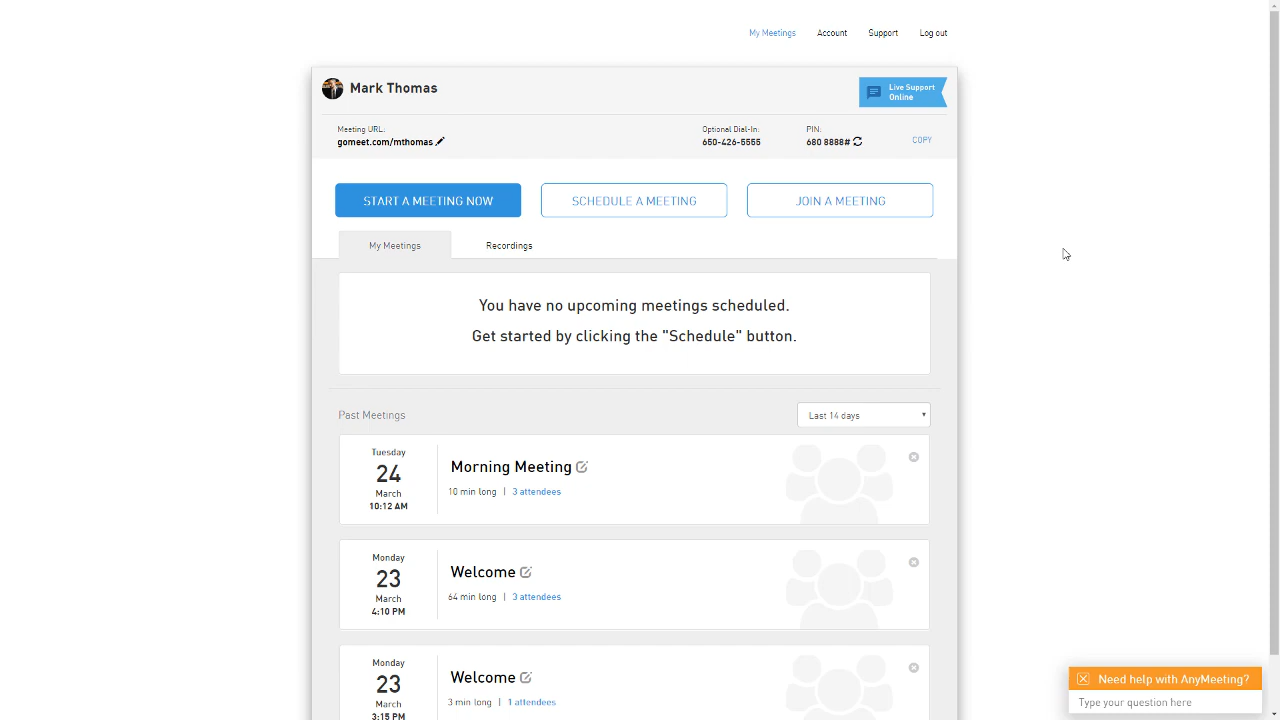 My Meetings Account Support Log out
Mark Thomas
Live Support
Online
Meeting URL:
gomeet.com/mthomas
Optional Dial-In:
650-426-5555
PIN:
680 8888#
COPY
START A MEETING NOW
SCHEDULE A MEETING
JOIN A MEETING
My Meetings
Recordings
You have no upcoming meetings scheduled.
Get started by clicking the "Schedule" button.
Past Meetings
Last 14 days
Tuesday
24
March
10:12 AM
Morning Meeting
10 min long | 3 attendees
Monday
23
March
4:10 PM
Welcome
64 min long | 3 attendees
Monday
23
March
3:15 PM
Welcome
3 min long | 1 attendees
Need help with AnyMeeting?
Type your question here